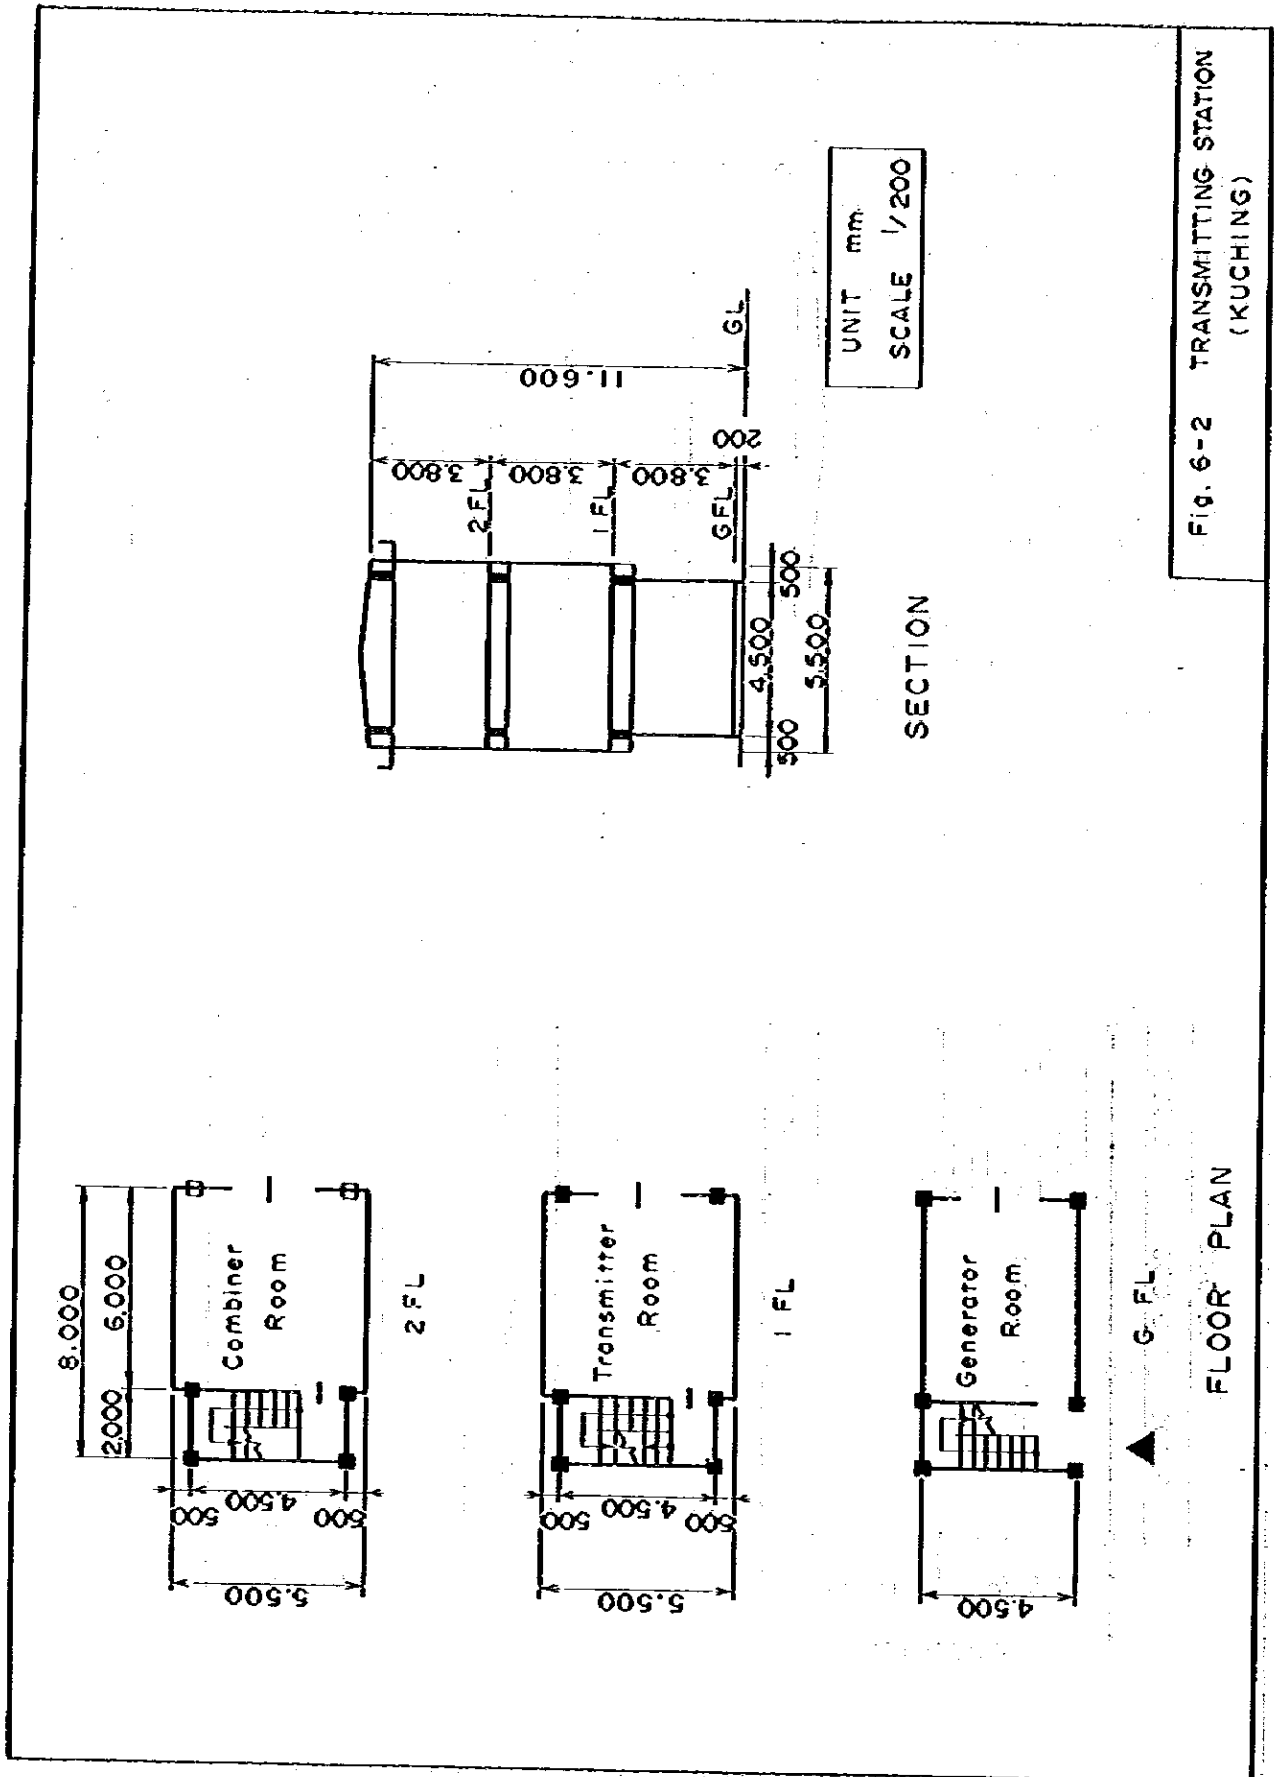 8.000
2.000 6.000
500
4.500
500
5.500
Combiner
Room
2 FL
500
4.500
500
5.500
Transmitter
Room
1 FL
4.500
Generator
Room
G FL
FLOOR PLAN
11.600
3.800
3.800
3.800
200
2 FL
1 FL
GFL
GL
500 4.500 500
5.500
SECTION
UNIT mm
SCALE 1/200
Fig. 6-2 TRANSMITTING STATION
(KUCHING)